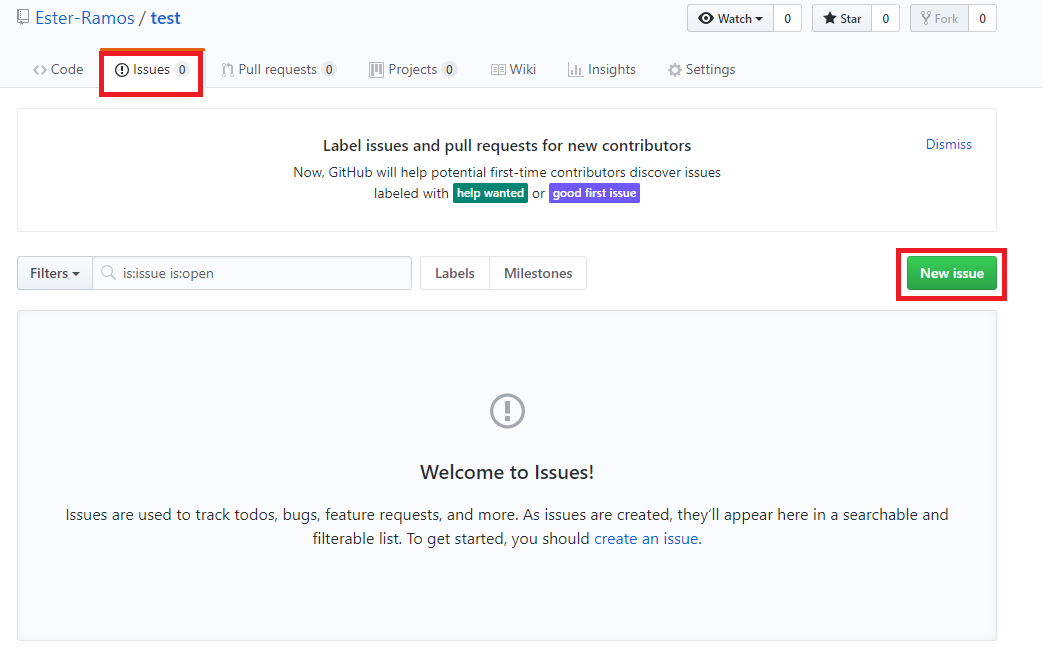 Ester-Ramos / test
Watch 0 Star 0 Fork 0
Code Issues 0 Pull requests 0 Projects 0 Wiki Insights Settings
Label issues and pull requests for new contributors
Dismiss
Now, GitHub will help potential first-time contributors discover issues
labeled with help wanted or good first issue
Filters is:issue is:open Labels Milestones New issue
Welcome to Issues!
Issues are used to track todos, bugs, feature requests, and more. As issues are created, they’ll appear here in a searchable and
filterable list. To get started, you should create an issue.